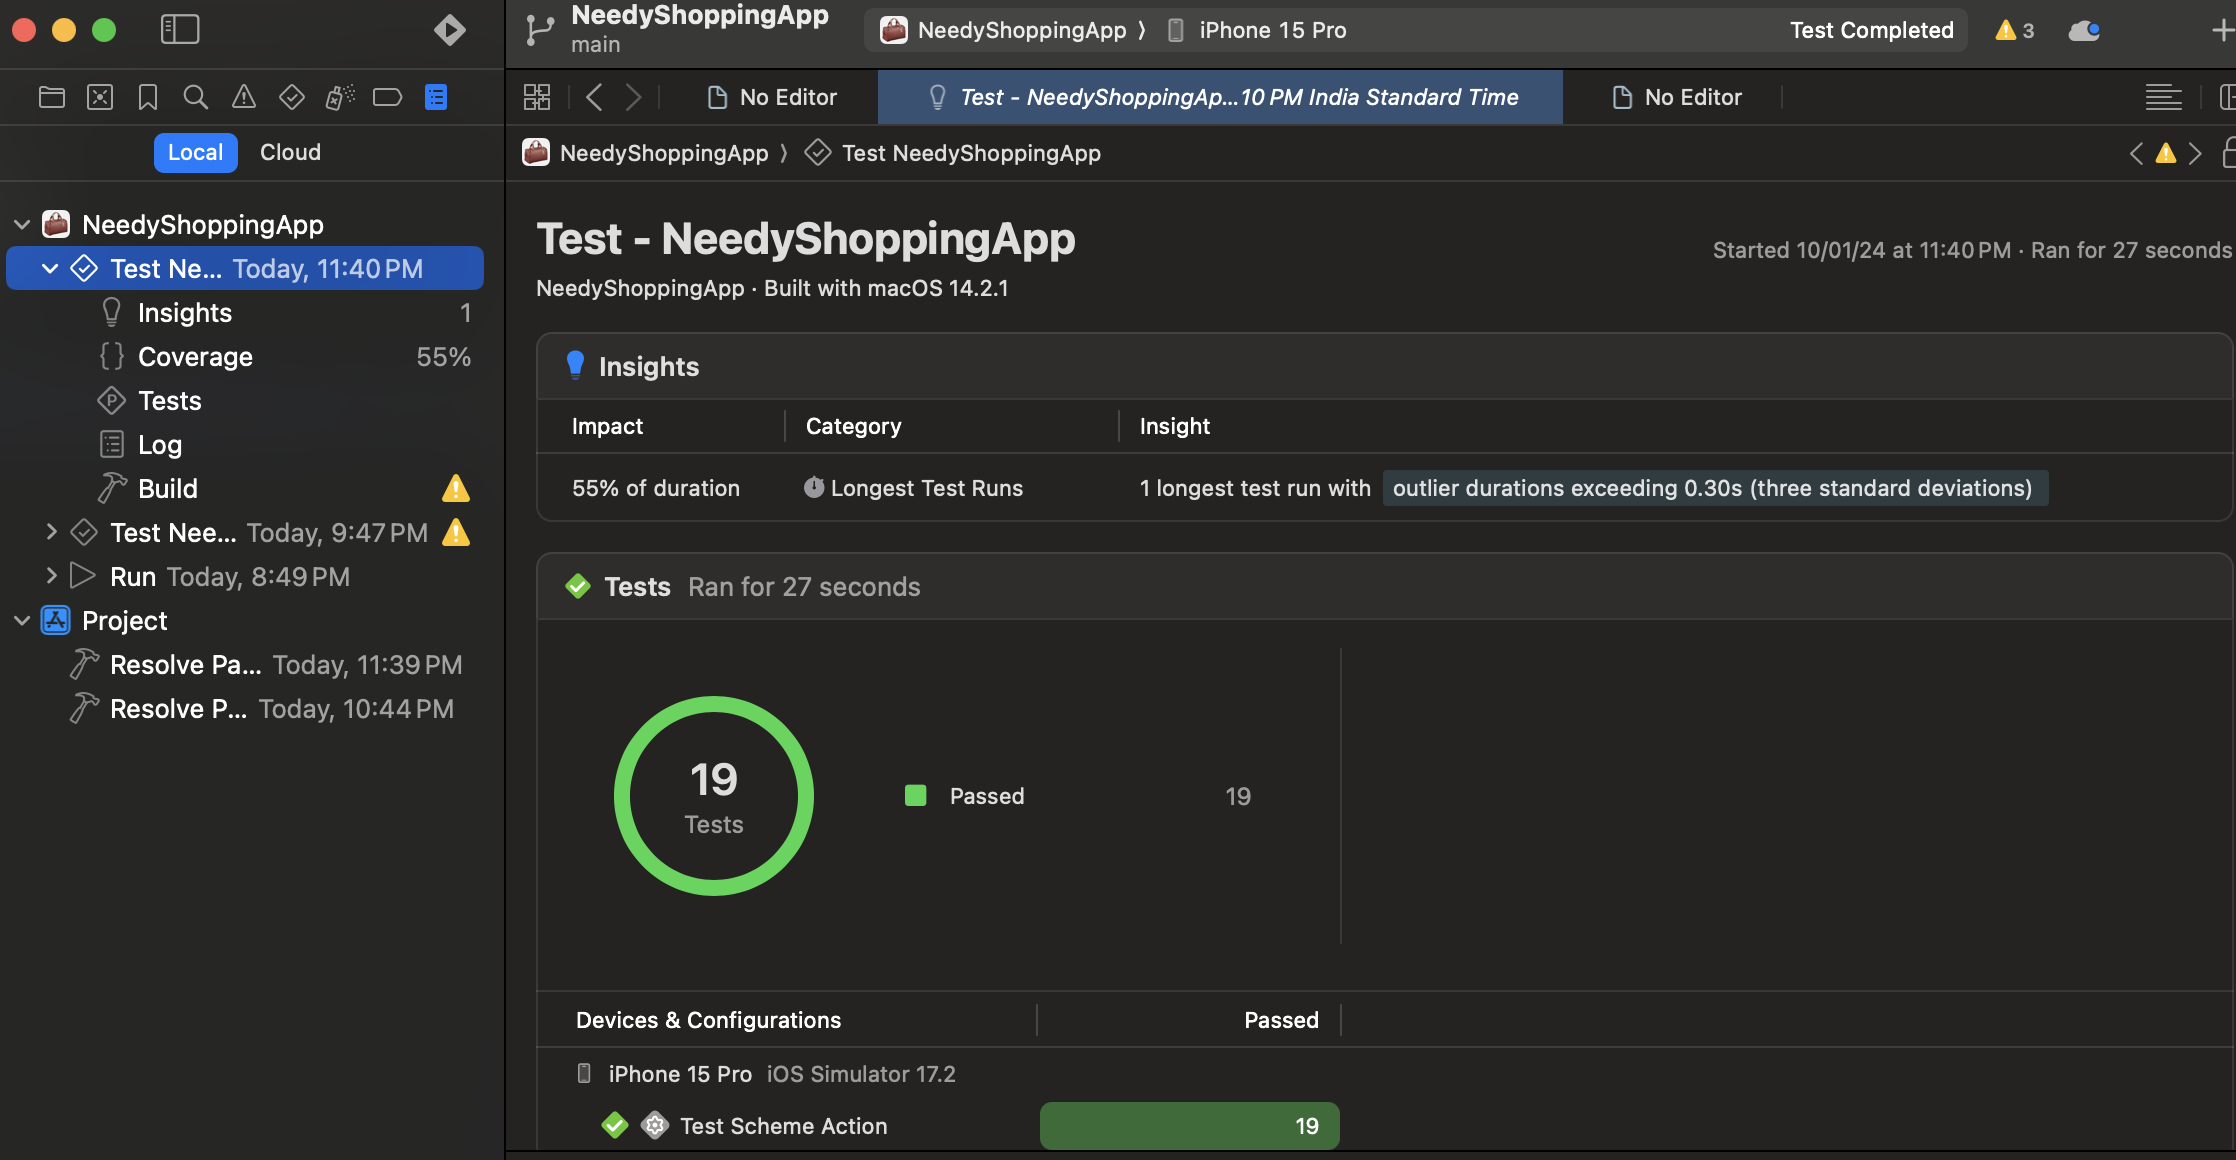 NeedyShoppingApp
main
NeedyShoppingApp 〉 iPhone 15 Pro
Test Completed
3
No Editor
Test - NeedyShoppingAp...10 PM India Standard Time
No Editor
Local
Cloud
NeedyShoppingApp 〉 Test NeedyShoppingApp
NeedyShoppingApp
Test Ne... Today, 11:40 PM
Insights 1
Coverage 55%
Tests
Log
Build
Test Nee... Today, 9:47 PM
Run Today, 8:49 PM
Project
Resolve Pa... Today, 11:39 PM
Resolve P... Today, 10:44 PM
Test - NeedyShoppingApp
Started 10/01/24 at 11:40 PM · Ran for 27 seconds
NeedyShoppingApp · Built with macOS 14.2.1
Insights
Impact Category Insight
55% of duration Longest Test Runs 1 longest test run with outlier durations exceeding 0.30s (three standard deviations)
Tests Ran for 27 seconds
19
Tests
Passed 19
Devices & Configurations Passed
iPhone 15 Pro iOS Simulator 17.2
Test Scheme Action 19